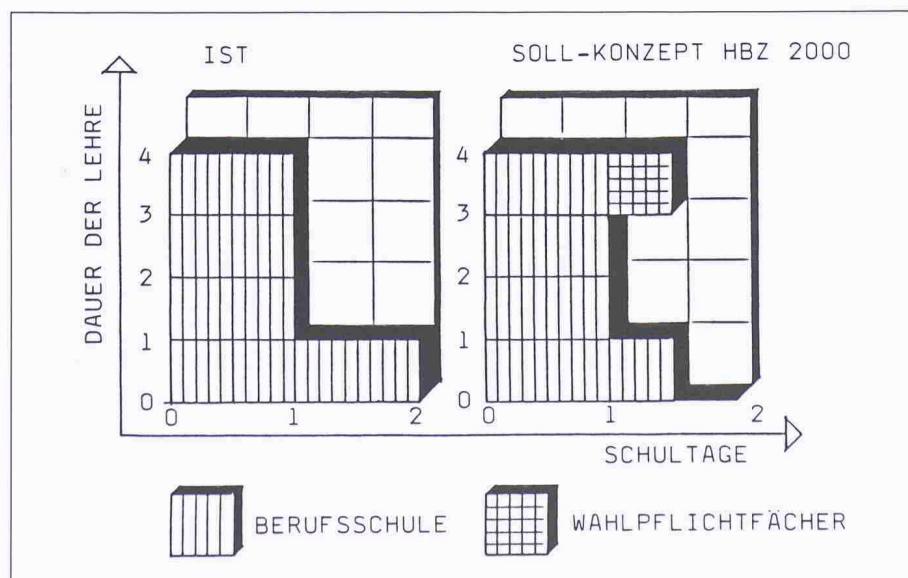 IST
SOLL-KONZEPT HBZ 2000
DAUER DER LEHRE
4
3
2
1
0
0 1 2
4
3
2
1
0
0 1 2
SCHULTAGE
BERUFSSCHULE
WAHLPFLICHTFÄCHER